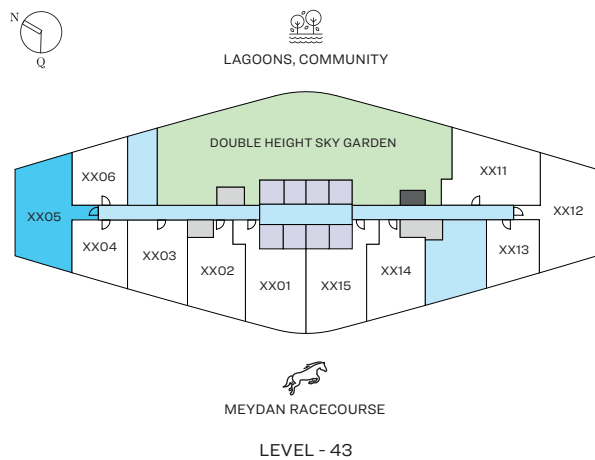 N
Q
LAGOONS, COMMUNITY
DOUBLE HEIGHT SKY GARDEN
XX06
XX11
XX05
XX12
XX04
XX03
XX02
XX01
XX15
XX14
XX13
MEYDAN RACECOURSE
LEVEL - 43